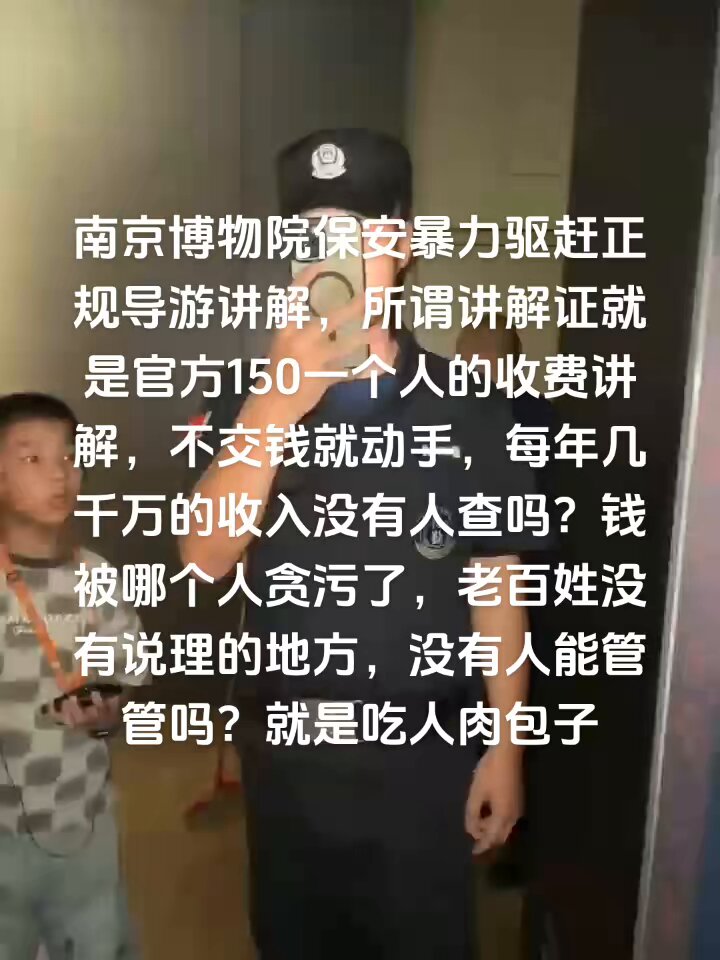 南京博物院保安暴力驱赶正
规导游讲解，所谓讲解证就
是官方150一个人的收费讲
解，不交钱就动手，每年几
千万的收入没有人查吗？钱
被哪个人贪污了，老百姓没
有说理的地方，没有人能管
管吗？就是吃人肉包子